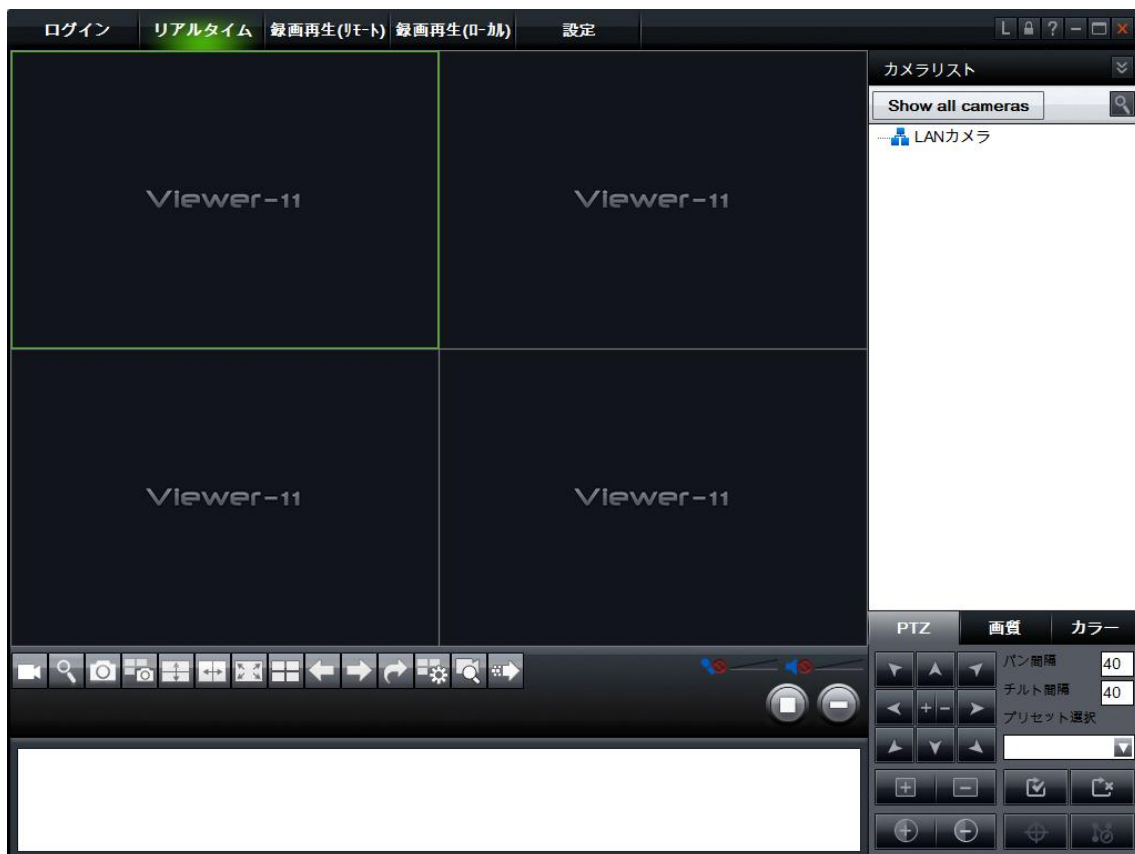 ログイン リアルタイム 録画再生(ﾘﾓｰﾄ) 録画再生(ﾛｰｶﾙ) 設定 L ?
カメラリスト
Show all cameras
LANカメラ
Viewer-11 Viewer-11
Viewer-11 Viewer-11
PTZ 画質 カラー
パン間隔 40
チルト間隔 40
プリセット選択